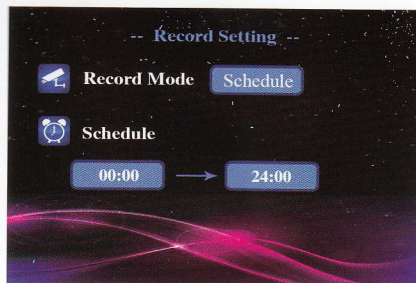 -- Record Setting --
Record Mode Schedule
Schedule
00:00 → 24:00